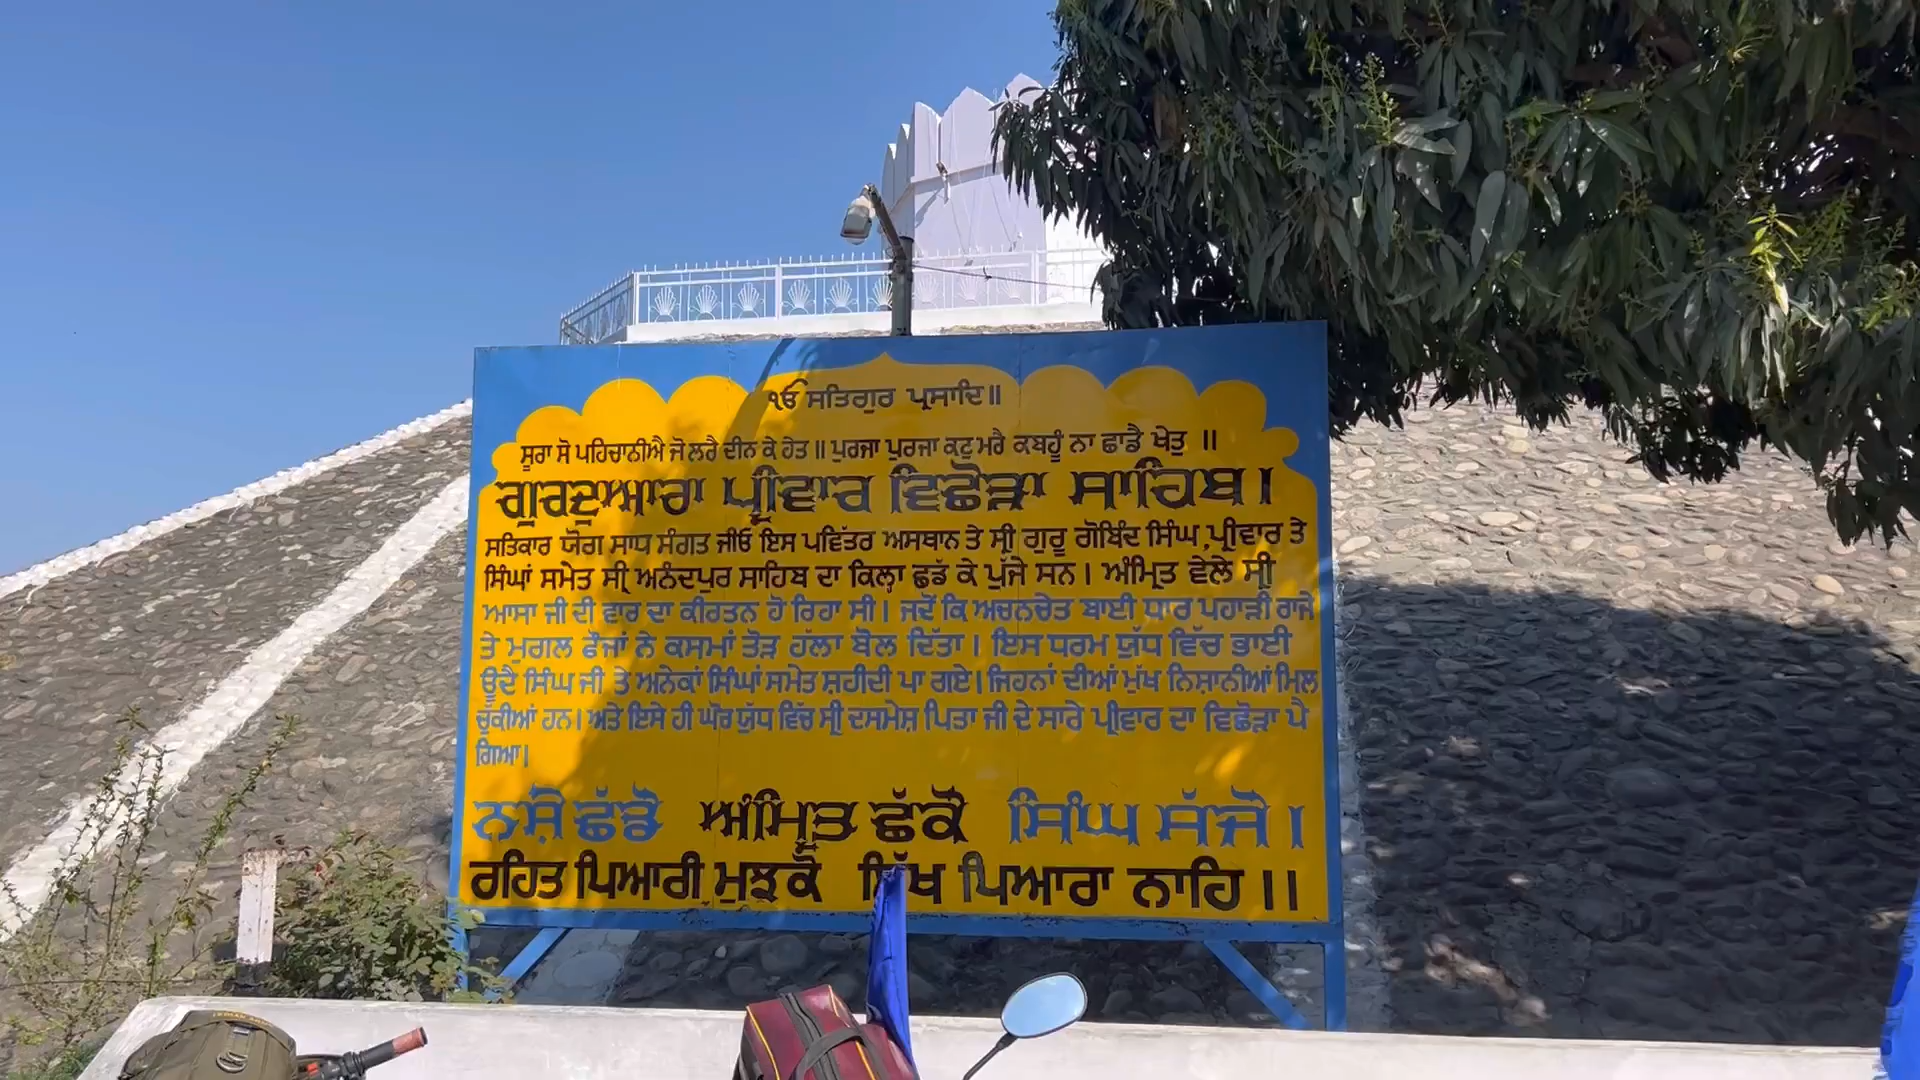 ੴ ਸਤਿਗੁਰ ਪ੍ਰਸਾਦਿ॥
ਸੂਰਾ ਸੋ ਪਹਿਚਾਨੀਐ ਜੋ ਲਰੈ ਦੀਨ ਕੇ ਹੇਤ ॥ ਪੁਰਜਾ ਪੁਰਜਾ ਕਟੁ ਮਰੈ ਕਬਹੂੰ ਨਾ ਛਾਡੈ ਖੇਤੁ ॥
ਗੁਰਦੁਆਰਾ ਪ੍ਰੀਵਾਰ ਵਿਛੋੜਾ ਸਾਹਿਬ।
ਸਤਿਕਾਰ ਯੋਗ ਸਾਧ ਸੰਗਤ ਜੀਓ ਇਸ ਪਵਿੱਤਰ ਅਸਥਾਨ ਤੇ ਸ੍ਰੀ ਗੁਰੂ ਗੋਬਿੰਦ ਸਿੰਘ,ਪ੍ਰੀਵਾਰ ਤੇ
ਸਿੰਘਾਂ ਸਮੇਤ ਸ੍ਰੀ ਅਨੰਦਪੁਰ ਸਾਹਿਬ ਦਾ ਕਿਲ੍ਹਾ ਛਡੱ ਕੇ ਪੁੱਜੇ ਸਨ। ਅੰਮ੍ਰਿਤ ਵੇਲੇ ਸ੍ਰੀ
ਆਸਾ ਜੀ ਦੀ ਵਾਰ ਦਾ ਕੀਰਤਨ ਹੋ ਰਿਹਾ ਸੀ। ਜਦੋਂ ਕਿ ਅਚਨਚੇਤ ਬਾਈ ਧਾਰ ਪਹਾੜੀ ਰਾਜੇ
ਤੇ ਮੁਗਲ ਫੌਜਾਂ ਨੇ ਕਸਮਾਂ ਤੋੜ ਹੱਲਾ ਬੋਲ ਦਿੱਤਾ। ਇਸ ਧਰਮ ਯੁੱਧ ਵਿੱਚ ਭਾਈ
ਊਦੈ ਸਿੰਘ ਜੀ ਤੇ ਅਨੇਕਾਂ ਸਿੰਘਾਂ ਸਮੇਤ ਸ਼ਹੀਦੀ ਪਾ ਗਏ। ਜਿਹਨਾਂ ਦੀਆਂ ਮੁੱਖ ਨਿਸ਼ਾਨੀਆਂ ਮਿਲ
ਚੁਕੀਆਂ ਹਨ। ਅਤੇ ਇਸੇ ਹੀ ਘੋਰ ਯੁੱਧ ਵਿੱਚ ਸ੍ਰੀ ਦਸਮੇਸ਼ ਪਿਤਾ ਜੀ ਦੇ ਸਾਰੇ ਪ੍ਰੀਵਾਰ ਦਾ ਵਿਛੋੜਾ ਪੈ
ਗਿਆ।
ਨਸ਼ੇ ਛੱਡੋ ਅੰਮ੍ਰਿਤ ਛੱਕੋ ਸਿੰਘ ਸੱਜੋ।
ਰਹਿਤ ਪਿਆਰੀ ਮੁਝਕੋ ਸਿੱਖ ਪਿਆਰਾ ਨਾਹਿ।।